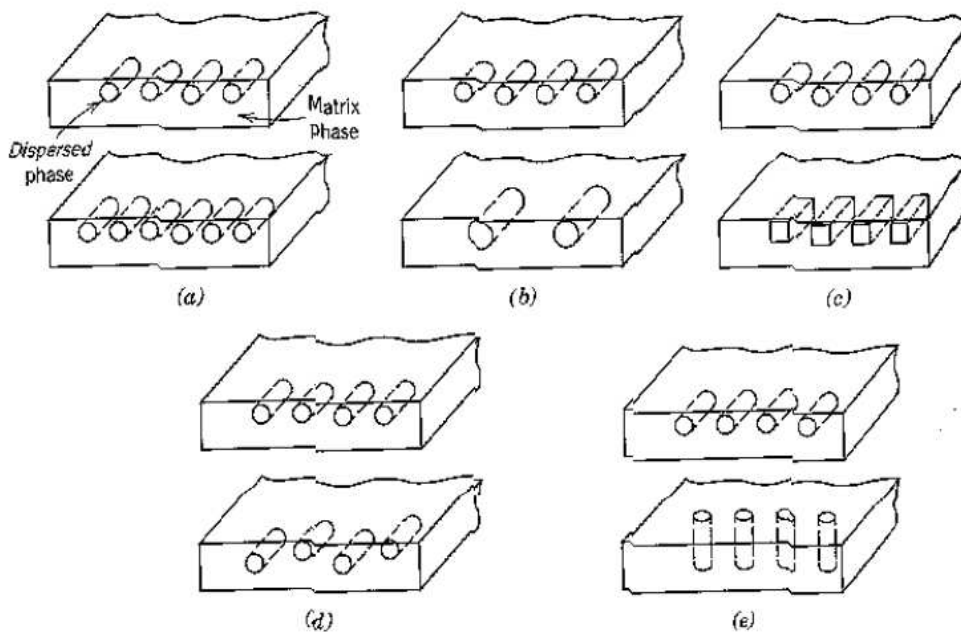 Matrix
phase
Dispersed
phase
(a)
(b)
(c)
(d)
(e)